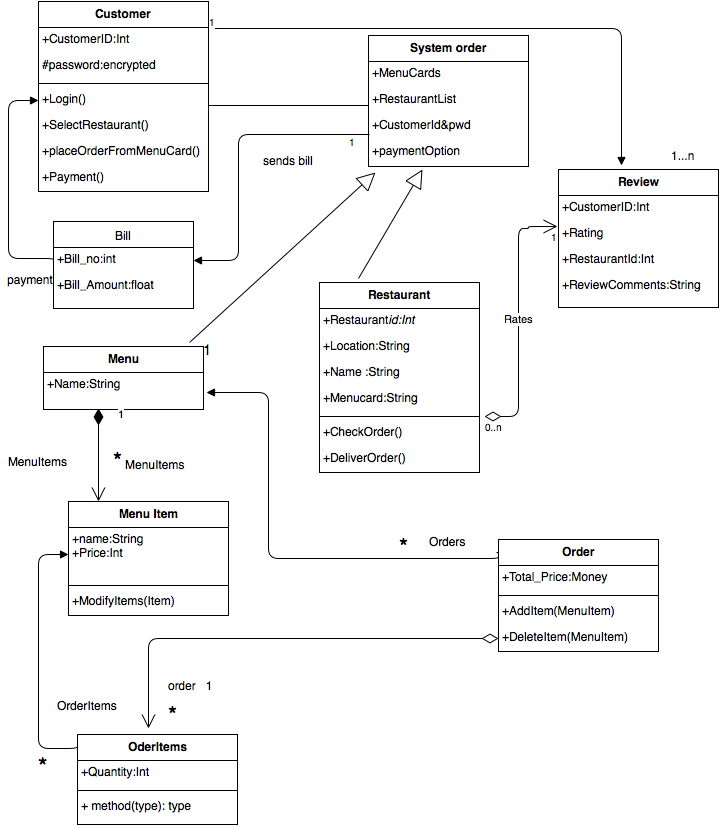 Customer
+CustomerID:Int
#password:encrypted
+Login()
+SelectRestaurant()
+placeOrderFromMenuCard()
+Payment()
1
System order
+MenuCards
+RestaurantList
+CustomerId&pwd
+paymentOption
1
sends bill
1...n
Review
+CustomerID:Int
+Rating
+RestaurantId:Int
+ReviewComments:String
1
Bill
+Bill_no:int
+Bill_Amount:float
payment
Restaurant
+Restaurantid:Int
+Location:String
+Name :String
+Menucard:String
+CheckOrder()
+DeliverOrder()
Rates
0..n
1
Menu
+Name:String
1
MenuItems
* MenuItems
Menu Item
+name:String
+Price:Int
+ModifyItems(Item)
* Orders
Order
+Total_Price:Money
+AddItem(MenuItem)
+DeleteItem(MenuItem)
order 1
OrderItems
*
*
OderItems
+Quantity:Int
+ method(type): type